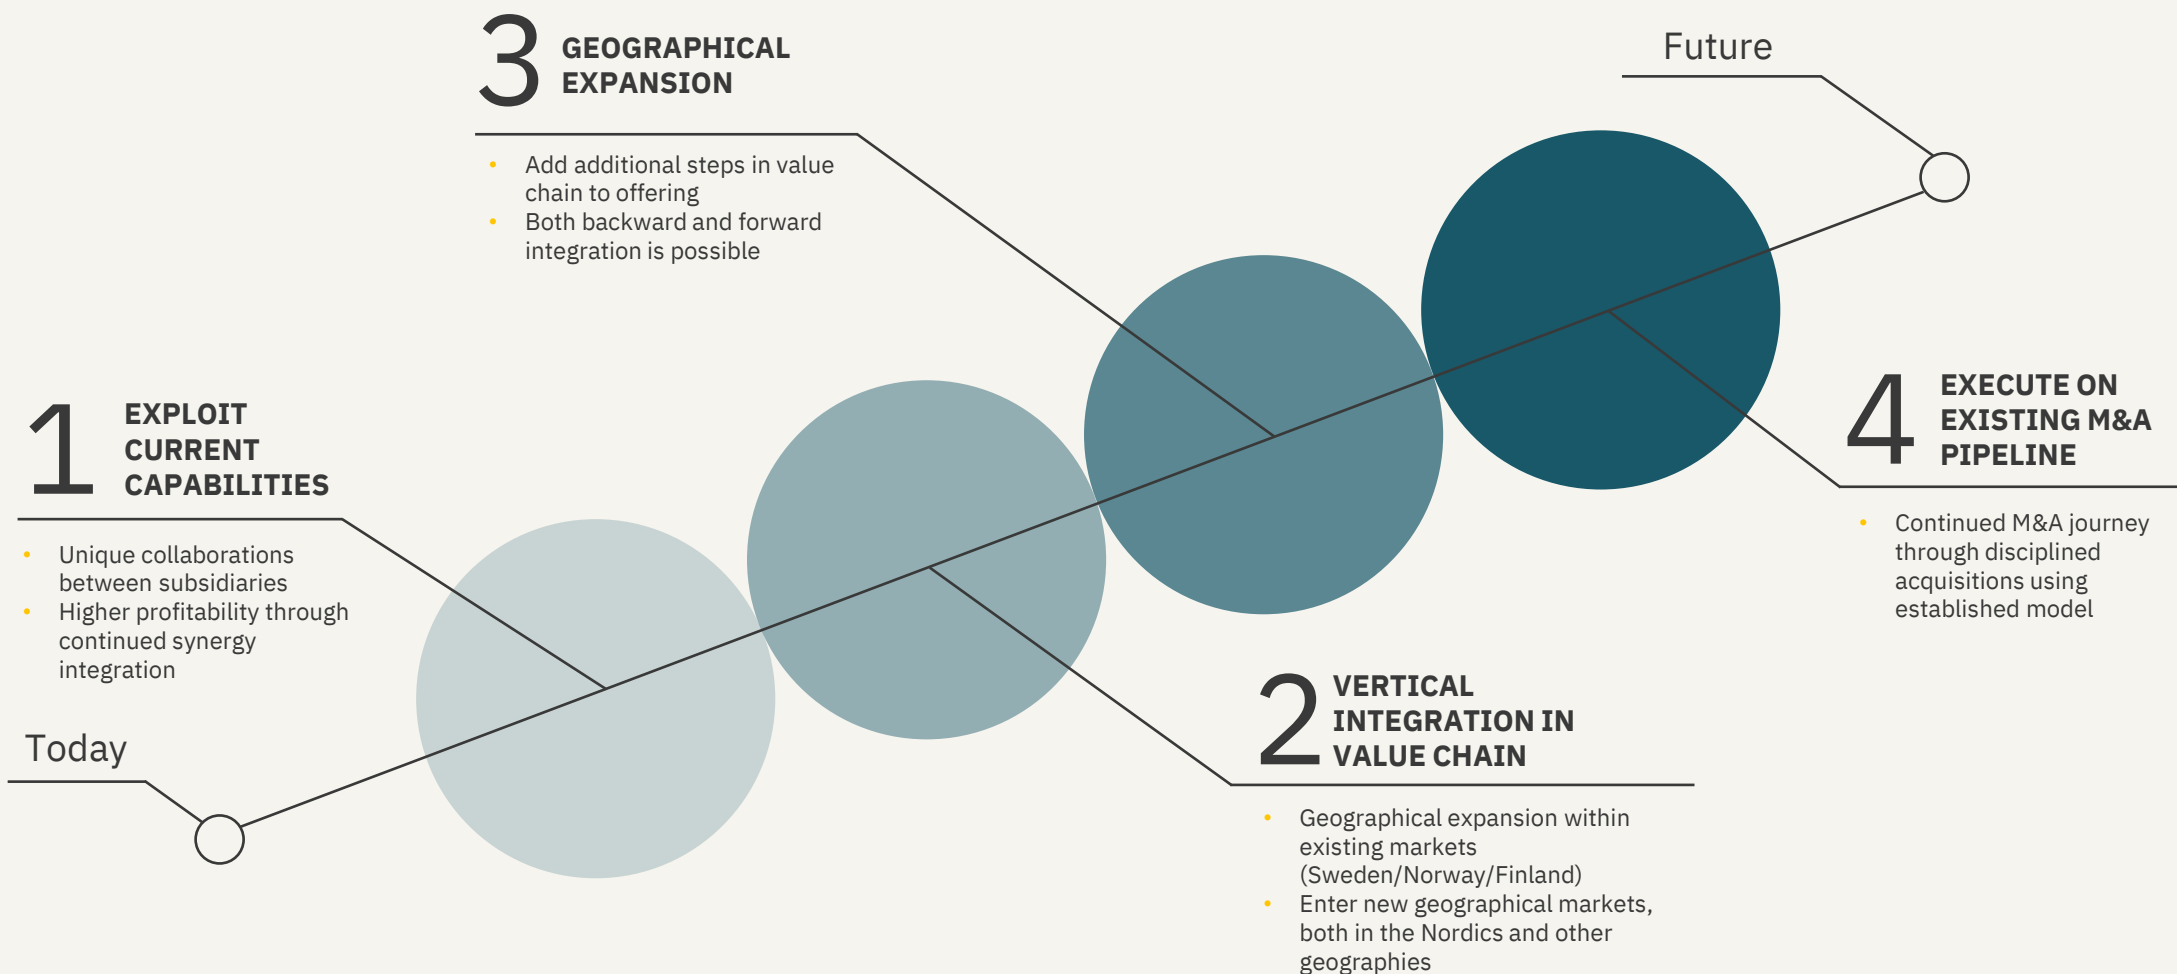 3
GEOGRAPHICAL
EXPANSION
• Add additional steps in value
chain to offering
• Both backward and forward
integration is possible
Future
1
EXPLOIT
CURRENT
CAPABILITIES
• Unique collaborations
between subsidiaries
• Higher profitability through
continued synergy
integration
4
EXECUTE ON
EXISTING M&A
PIPELINE
• Continued M&A journey
through disciplined
acquisitions using
established model
Today
2
VERTICAL
INTEGRATION IN
VALUE CHAIN
• Geographical expansion within
existing markets
(Sweden/Norway/Finland)
• Enter new geographical markets,
both in the Nordics and other
geographies